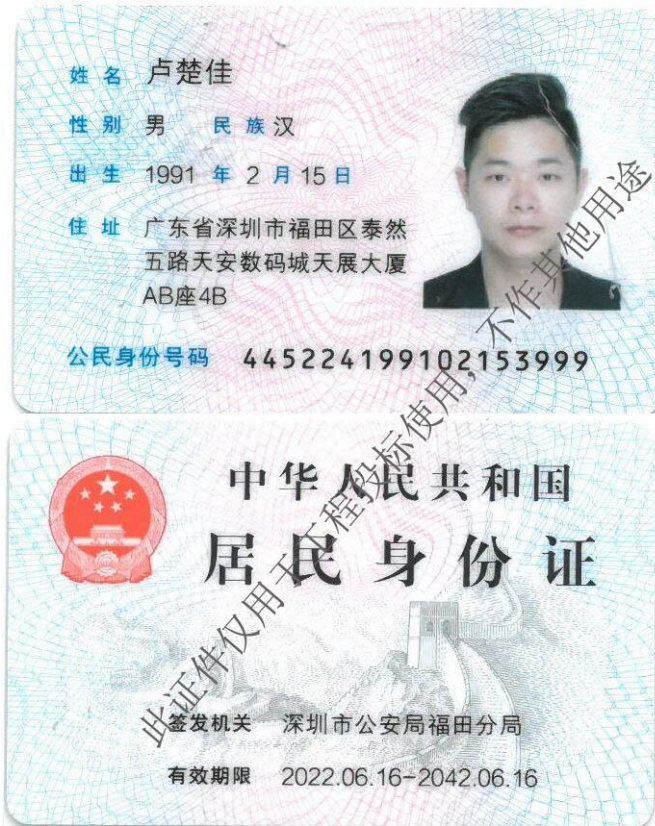 姓名 卢楚佳
性别 男 民族 汉
出生 1991 年 2 月 15 日
住址 广东省深圳市福田区泰然
五路天安数码城天展大厦
AB座4B
公民身份号码 445224199102153999
中华人民共和国
居民身份证
签发机关 深圳市公安局福田分局
有效期限 2022.06.16-2042.06.16
此证件仅用于工程投标使用，不作其他用途